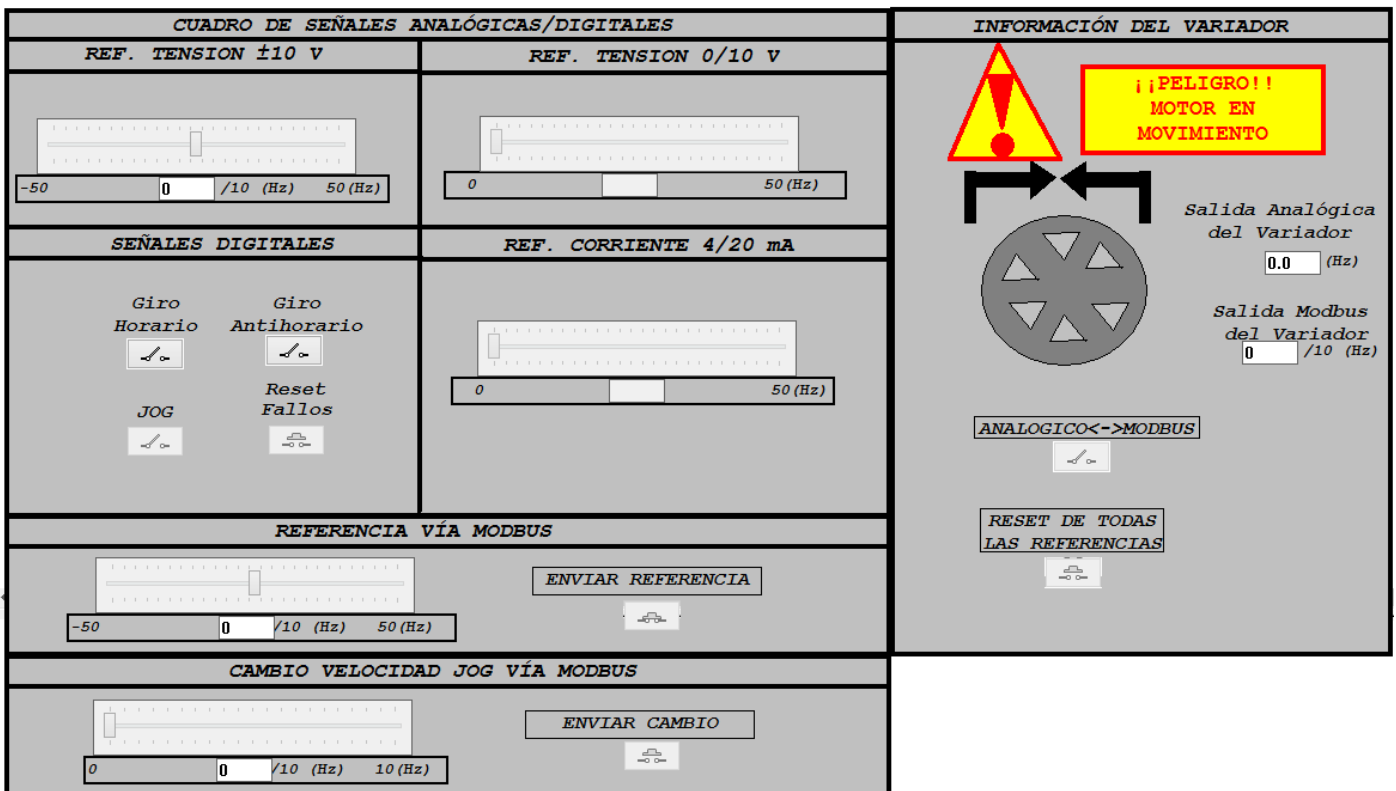 CUADRO DE SEÑALES ANALÓGICAS/DIGITALES
REF. TENSION ±10 V
-50 0 /10 (Hz) 50(Hz)
REF. TENSION 0/10 V
0 50(Hz)
SEÑALES DIGITALES
Giro
Horario
Giro
Antihorario
JOG
Reset
Fallos
REF. CORRIENTE 4/20 mA
0 50(Hz)
REFERENCIA VÍA MODBUS
-50 0 /10 (Hz) 50(Hz)
ENVIAR REFERENCIA
CAMBIO VELOCIDAD JOG VÍA MODBUS
0 0 /10 (Hz) 10(Hz)
ENVIAR CAMBIO
INFORMACIÓN DEL VARIADOR
¡¡PELIGRO!!
MOTOR EN
MOVIMIENTO
Salida Analógica
del Variador
0.0 (Hz)
Salida Modbus
del Variador
0 /10 (Hz)
ANALOGICO<->MODBUS
RESET DE TODAS
LAS REFERENCIAS